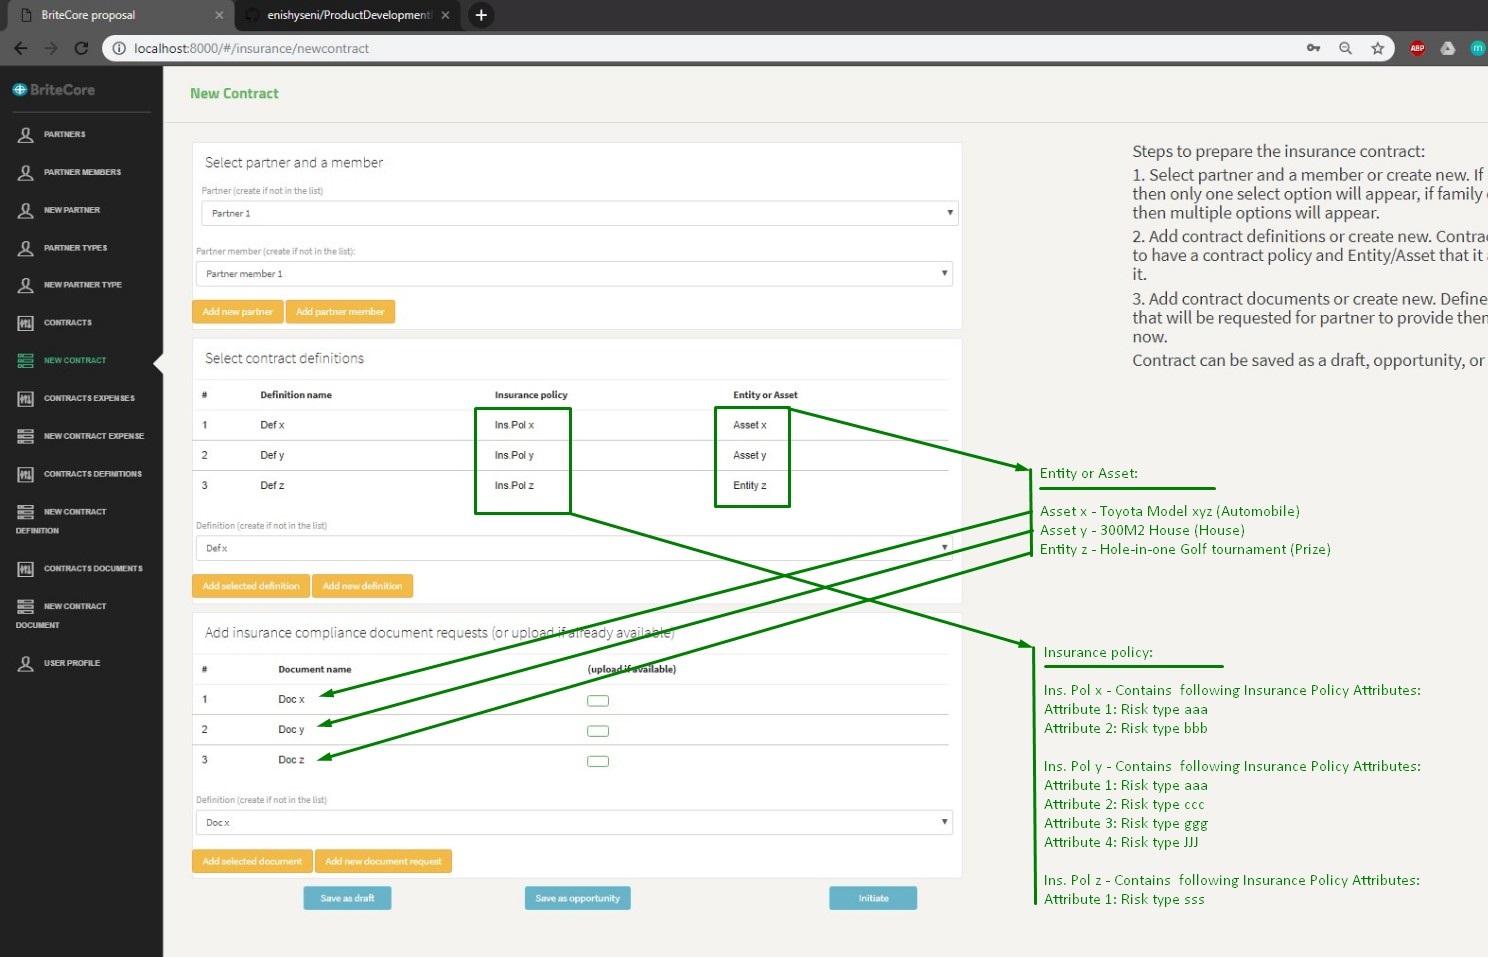 BriteCore proposal
enishyseni/ProductDevelopment
localhost:8000/#/insurance/newcontract
ABP
m
BriteCore
PARTNERS
PARTNER MEMBERS
NEW PARTNER
PARTNER TYPES
NEW PARTNER TYPE
CONTRACTS
NEW CONTRACT
CONTRACTS EXPENSES
NEW CONTRACT EXPENSE
CONTRACTS DEFINITIONS
NEW CONTRACT
DEFINITION
CONTRACTS DOCUMENTS
NEW CONTRACT
DOCUMENT
USER PROFILE
New Contract
Select partner and a member
Partner (create if not in the list)
Partner 1
Partner member (create if not in the list):
Partner member 1
Add new partner Add partner member
Select contract definitions
# Definition name Insurance policy Entity or Asset
1 Def x Ins.Pol x Asset x
2 Def y Ins.Pol y Asset y
3 Def z Ins.Pol z Entity z
Definition (create if not in the list)
Def x
Add selected definition Add new definition
Add insurance compliance document requests (or upload if already available)
# Document name (upload if available)
1 Doc x
2 Doc y
3 Doc z
Definition (create if not in the list)
Doc x
Add selected document Add new document request
Save as draft Save as opportunity Initiate
Steps to prepare the insurance contract:
1. Select partner and a member or create new. If
then only one select option will appear, if family
then multiple options will appear.
2. Add contract definitions or create new. Contra
to have a contract policy and Entity/Asset that it
it.
3. Add contract documents or create new. Define
that will be requested for partner to provide them
now.
Contract can be saved as a draft, opportunity, or
Entity or Asset:
Asset x - Toyota Model xyz (Automobile)
Asset y - 300M2 House (House)
Entity z - Hole-in-one Golf tournament (Prize)
Insurance policy:
Ins. Pol x - Contains following Insurance Policy Attributes:
Attribute 1: Risk type aaa
Attribute 2: Risk type bbb
Ins. Pol y - Contains following Insurance Policy Attributes:
Attribute 1: Risk type aaa
Attribute 2: Risk type ccc
Attribute 3: Risk type ggg
Attribute 4: Risk type JJJ
Ins. Pol z - Contains following Insurance Policy Attributes:
Attribute 1: Risk type sss